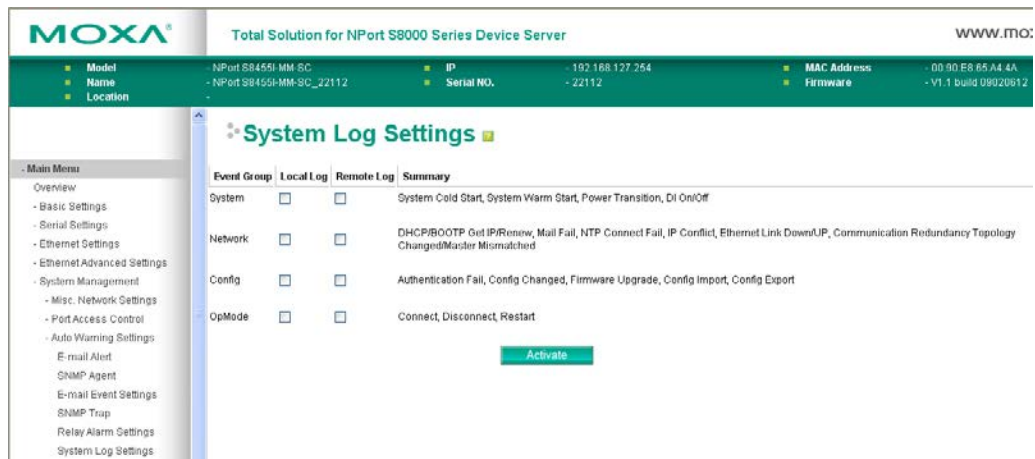 MOXA®
Total Solution for NPort S8000 Series Device Server
www.mox
Model - NPort S8455I-MM-SC IP - 192.168.127.254 MAC Address - 00.90.E8.65.A4.4A
Name - NPort S8455I-MM-SC_22112 Serial NO. - 22112 Firmware - V1.1 build 09020612
Location -
System Log Settings
- Main Menu
Overview
- Basic Settings
- Serial Settings
- Ethernet Settings
- Ethernet Advanced Settings
- System Management
- Misc. Network Settings
- Port Access Control
- Auto Warning Settings
E-mail Alert
SNMP Agent
E-mail Event Settings
SNMP Trap
Relay Alarm Settings
System Log Settings
Event Group Local Log Remote Log Summary
System System Cold Start, System Warm Start, Power Transition, DI On/Off
Network DHCP/BOOTP Get IP/Renew, Mail Fail, NTP Connect Fail, IP Conflict, Ethernet Link Down/UP, Communication Redundancy Topology
Changed/Master Mismatched
Config Authentication Fail, Config Changed, Firmware Upgrade, Config Import, Config Export
OpMode Connect, Disconnect, Restart
Activate